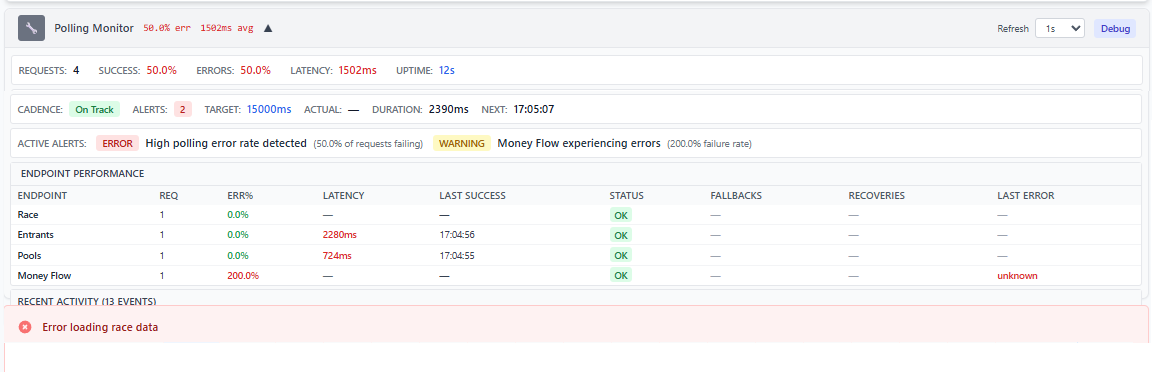 Polling Monitor 50.0% err 1502ms avg ▲ Refresh 1s Debug
REQUESTS: 4 SUCCESS: 50.0% ERRORS: 50.0% LATENCY: 1502ms UPTIME: 12s
CADENCE: On Track ALERTS: 2 TARGET: 15000ms ACTUAL: — DURATION: 2390ms NEXT: 17:05:07
ACTIVE ALERTS: ERROR High polling error rate detected (50.0% of requests failing) WARNING Money Flow experiencing errors (200.0% failure rate)
ENDPOINT PERFORMANCE
ENDPOINT REQ ERR% LATENCY LAST SUCCESS STATUS FALLBACKS RECOVERIES LAST ERROR
Race 1 0.0% — — OK — — —
Entrants 1 0.0% 2280ms 17:04:56 OK — — —
Pools 1 0.0% 724ms 17:04:55 OK — — —
Money Flow 1 200.0% — — OK — — unknown
RECENT ACTIVITY (13 EVENTS)
Error loading race data